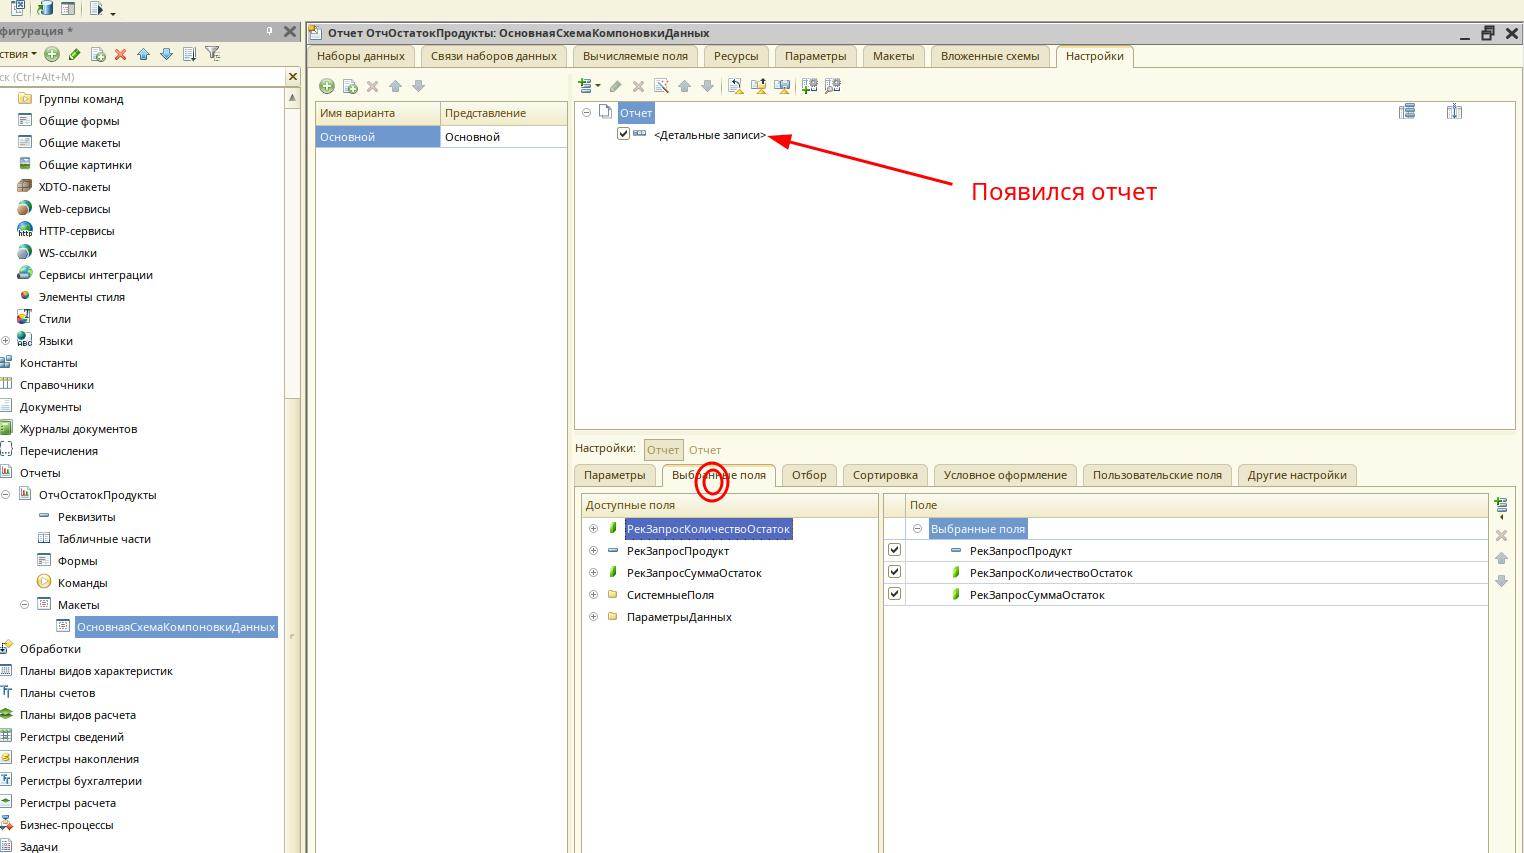 фигурация *
Отчет ОтчОстатокПродукты: ОсновнаяСхемаКомпоновкиДанных
ствия
Наборы данных
Связи наборов данных
Вычисляемые поля
Ресурсы
Параметры
Макеты
Вложенные схемы
Настройки
ск (Ctrl+Alt+M)
Группы команд
Общие формы
Общие макеты
Общие картинки
XDTO-пакеты
Web-сервисы
HTTP-сервисы
WS-ссылки
Сервисы интеграции
Элементы стиля
Стили
Языки
Константы
Справочники
Документы
Журналы документов
Перечисления
Отчеты
ОтчОстатокПродукты
Реквизиты
Табличные части
Формы
Команды
Макеты
ОсновнаяСхемаКомпоновкиДанных
Обработки
Планы видов характеристик
Планы счетов
Планы видов расчета
Регистры сведений
Регистры накопления
Регистры бухгалтерии
Регистры расчета
Бизнес-процессы
Задачи
Имя варианта
Представление
Основной
Основной
Отчет
<Детальные записи>
Появился отчет
Настройки:
Отчет
Отчет
Параметры
Выбранные поля
Отбор
Сортировка
Условное оформление
Пользовательские поля
Другие настройки
Доступные поля
РекЗапросКоличествоОстаток
РекЗапросПродукт
РекЗапросСуммаОстаток
СистемныеПоля
ПараметрыДанных
Поле
Выбранные поля
РекЗапросПродукт
РекЗапросКоличествоОстаток
РекЗапросСуммаОстаток